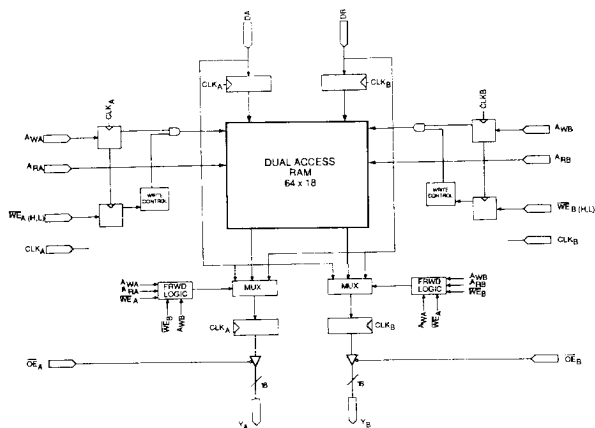 DA
DB
CLKA
CLKB
CLKA
CLKB
AWA
AWB
DUAL ACCESS
RAM
64 x 18
ARA
ARB
WRITE
CONTROL
WRITE
CONTROL
WEA (H,L)
WEB (H,L)
CLKA
CLKB
AWA
ARA
WEA
FRWD
LOGIC
MUX
MUX
FRWD
LOGIC
AWB
ARB
WEB
WEB
AWB
AWA
WEA
CLKA
CLKB
OEA
OEB
18
YA
YB